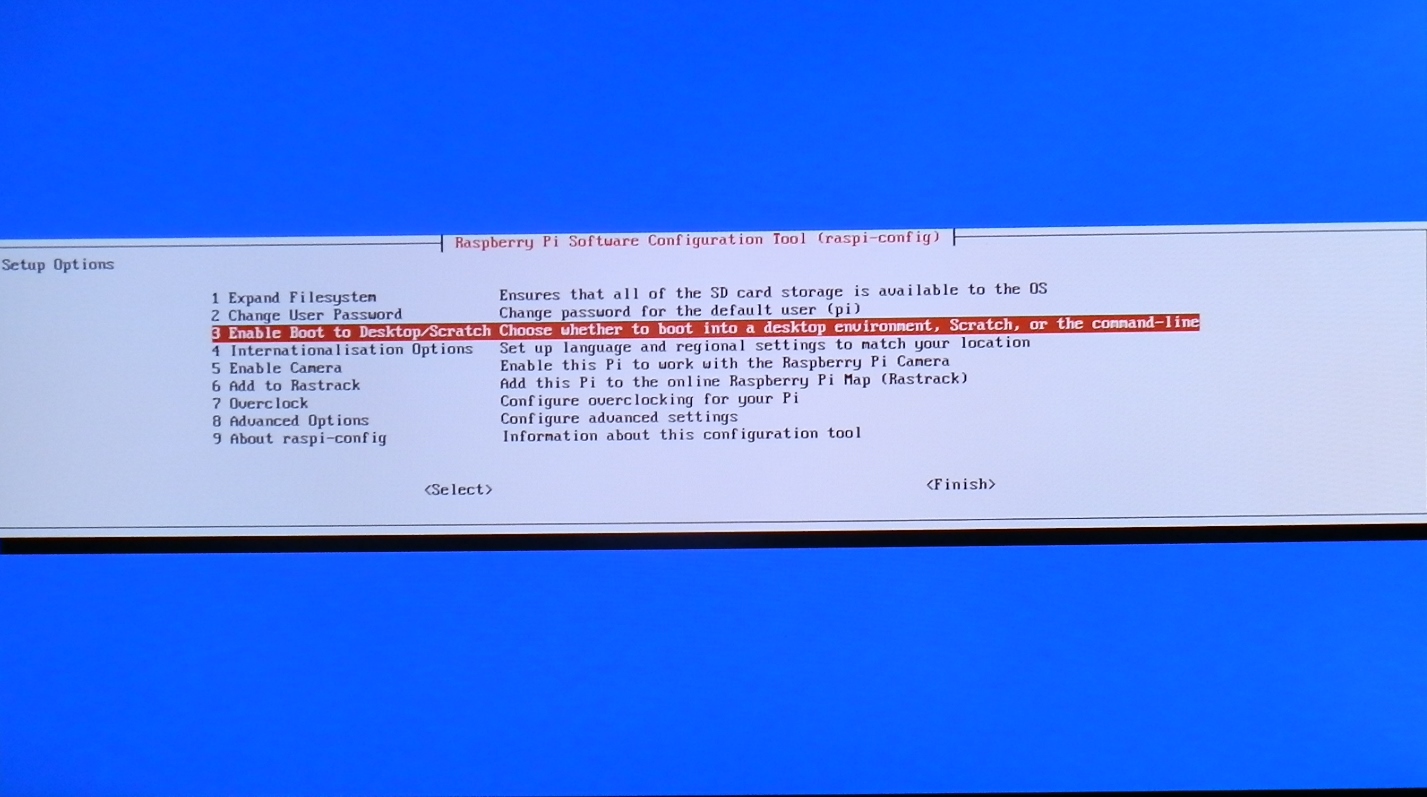 Raspberry Pi Software Configuration Tool (raspi-config)
Setup Options
1 Expand Filesystem Ensures that all of the SD card storage is available to the OS
2 Change User Password Change password for the default user (pi)
3 Enable Boot to Desktop/Scratch Choose whether to boot into a desktop environment, Scratch, or the command-line
4 Internationalisation Options Set up language and regional settings to match your location
5 Enable Camera Enable this Pi to work with the Raspberry Pi Camera
6 Add to Rastrack Add this Pi to the online Raspberry Pi Map (Rastrack)
7 Overclock Configure overclocking for your Pi
8 Advanced Options Configure advanced settings
9 About raspi-config Information about this configuration tool
<Select> <Finish>